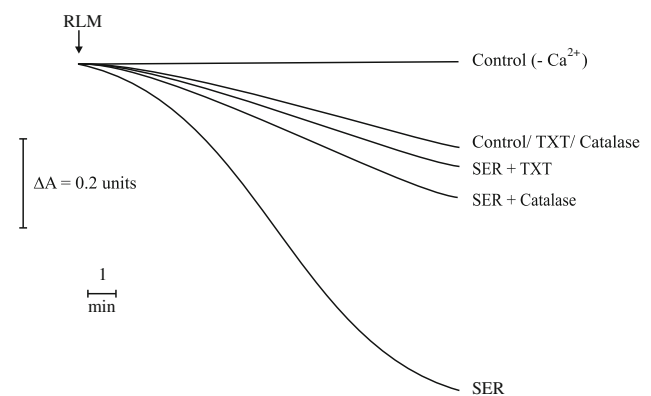 RLM
Control (- Ca²⁺)
Control/ TXT/ Catalase
SER + TXT
ΔA = 0.2 units
SER + Catalase
1
min
SER